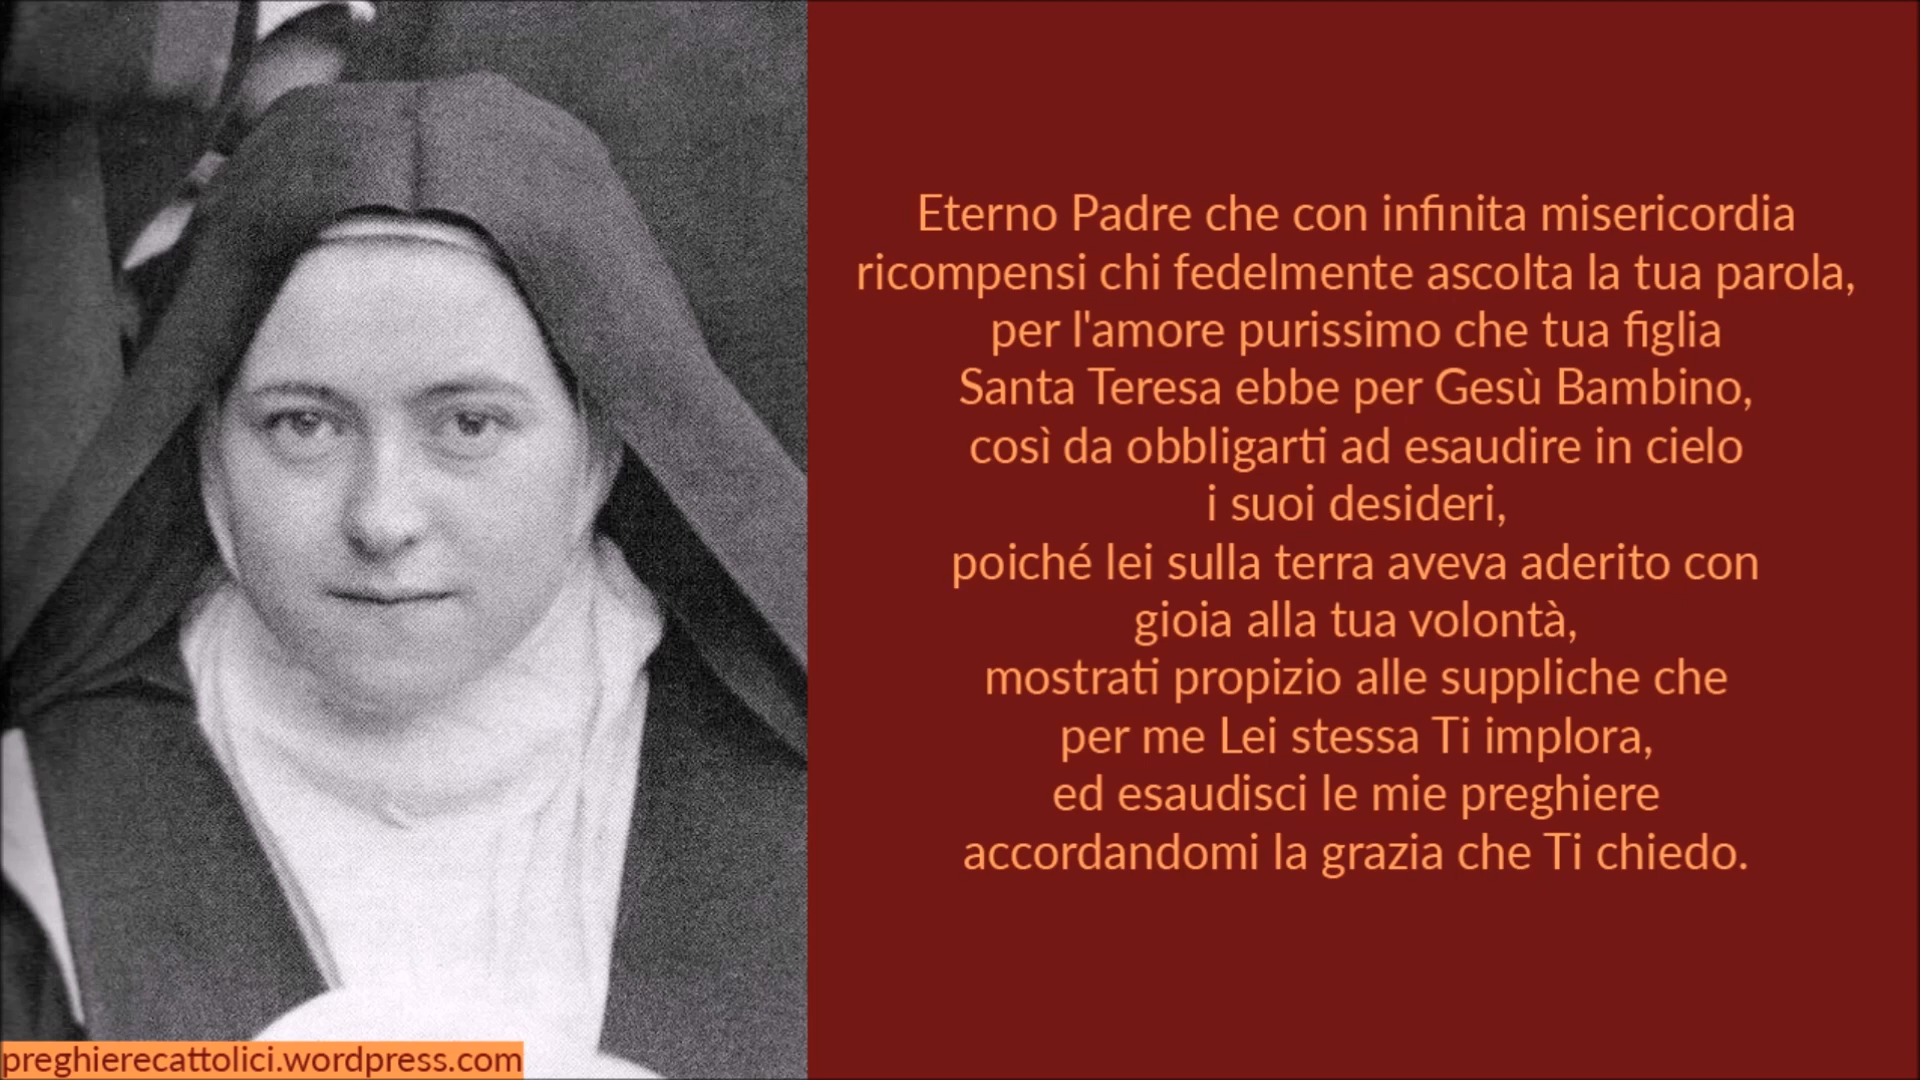 Eterno Padre che con infinita misericordia
ricompensi chi fedelmente ascolta la tua parola,
per l'amore purissimo che tua figlia
Santa Teresa ebbe per Gesù Bambino,
così da obbligarti ad esaudire in cielo
i suoi desideri,
poiché lei sulla terra aveva aderito con
gioia alla tua volontà,
mostrati propizio alle suppliche che
per me Lei stessa Ti implora,
ed esaudisci le mie preghiere
accordandomi la grazia che Ti chiedo.
preghierecattolici.wordpress.com